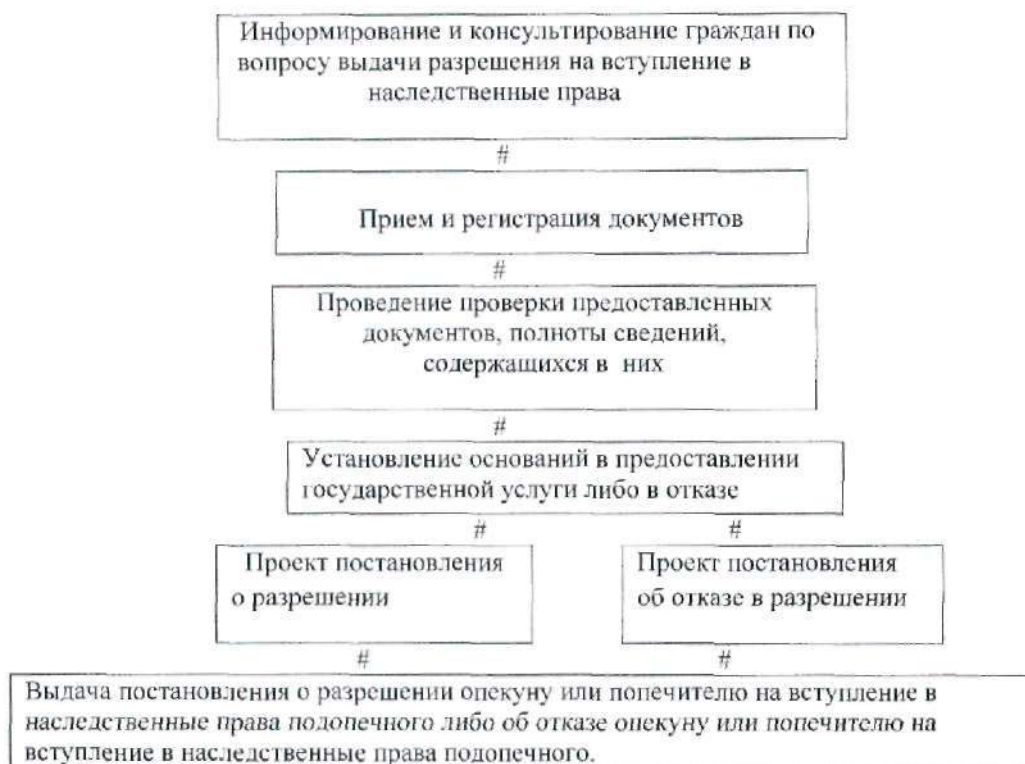 Информирование и консультирование граждан по
вопросу выдачи разрешения на вступление в
наследственные права
#
Прием и регистрация документов
#
Проведение проверки предоставленных
документов, полноты сведений,
содержащихся в них
#
Установление оснований в предоставлении
государственной услуги либо в отказе
# #
Проект постановления
о разрешении
Проект постановления
об отказе в разрешении
# #
Выдача постановления о разрешении опекуну или попечителю на вступление в
наследственные права подопечного либо об отказе опекуну или попечителю на
вступление в наследственные права подопечного.